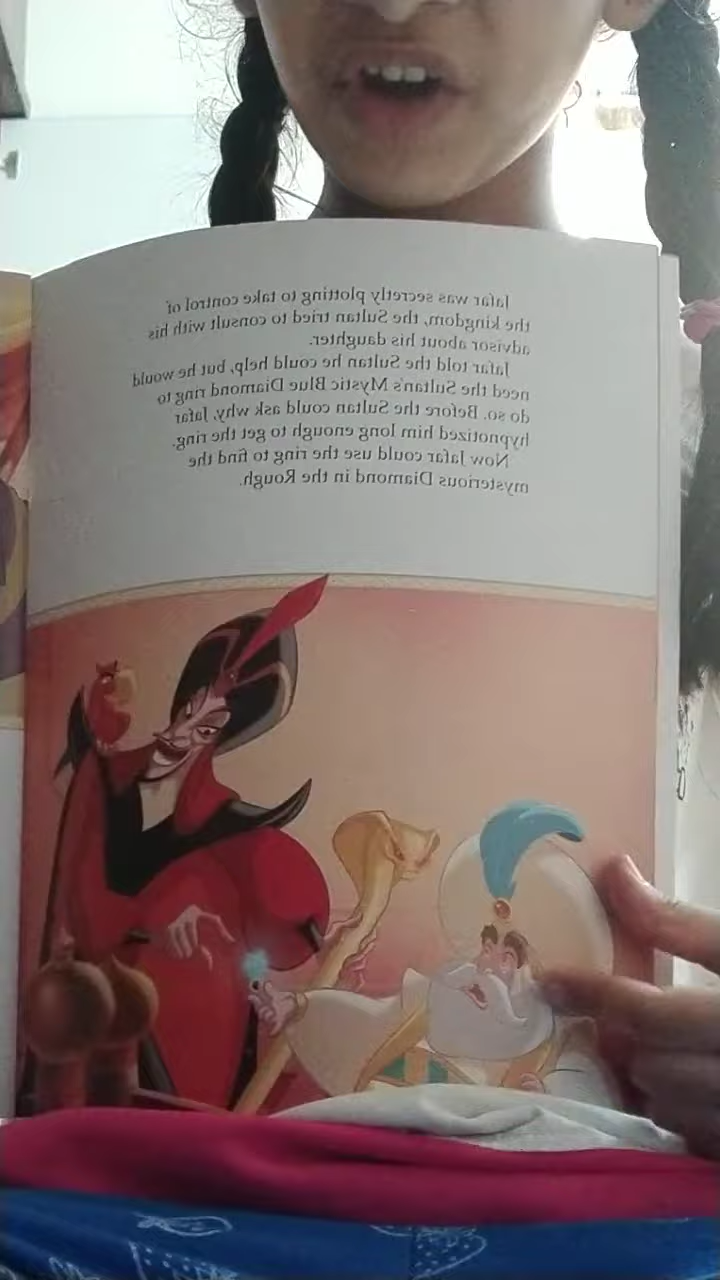 Jafar was secretly plotting to take control of
the kingdom, the Sultan tried to consult with his
advisor about his daughter.
Jafar told the Sultan he could help, but he would
need the Sultan's Mystic Blue Diamond ring to
do so. Before the Sultan could ask why, Jafar
hypnotized him long enough to get the ring.
Now Jafar could use the ring to find the
mysterious Diamond in the Rough.